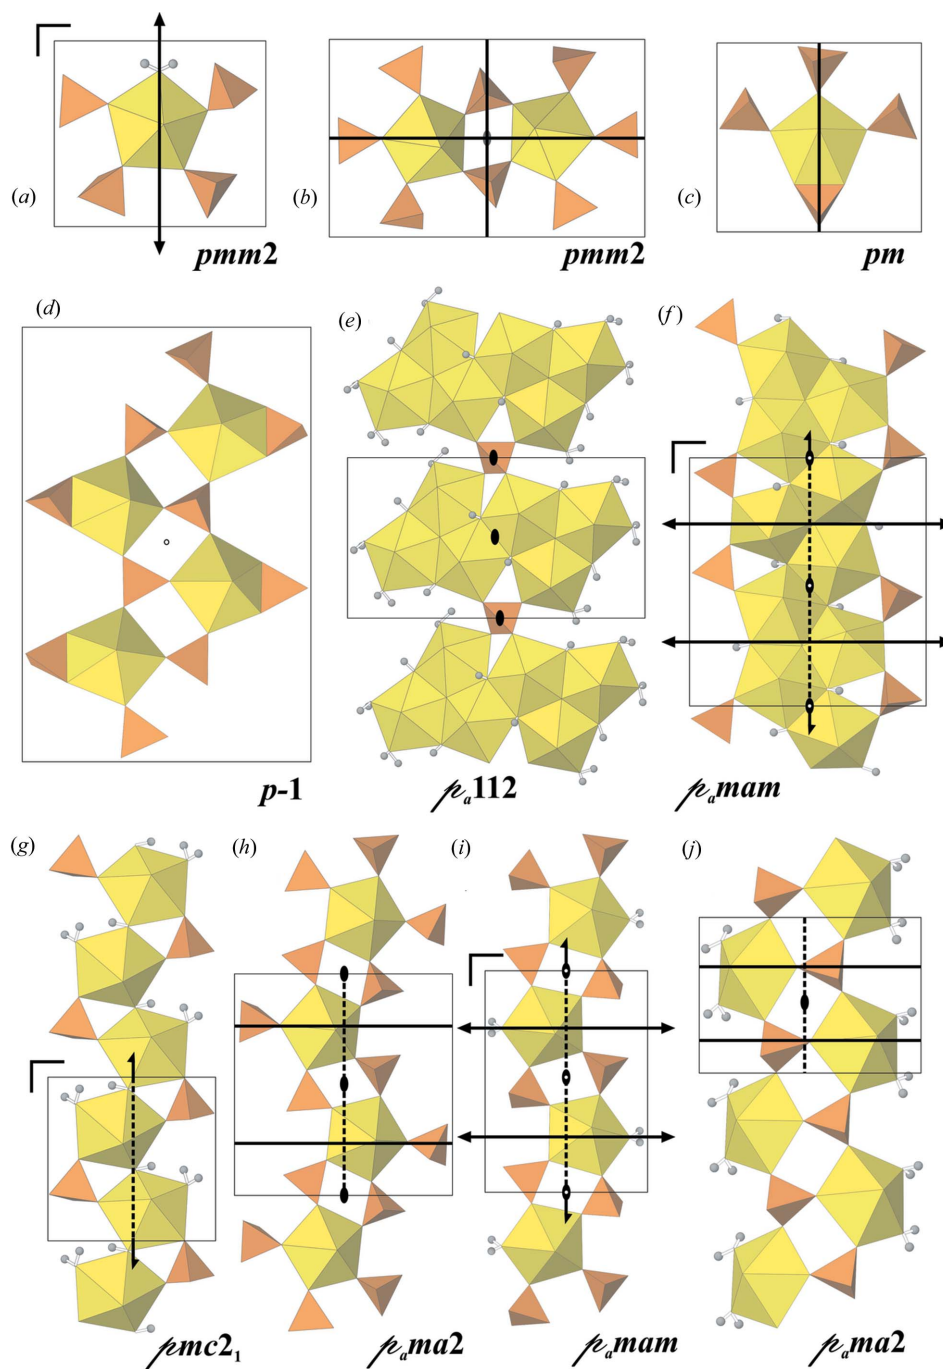 (a)
pmm2
(b)
pmm2
(c)
pm
(d)
p-1
(e)
pₐ112
(f)
pₐmam
(g)
pmc2₁
(h)
pₐma2
(i)
pₐmam
(j)
pₐma2